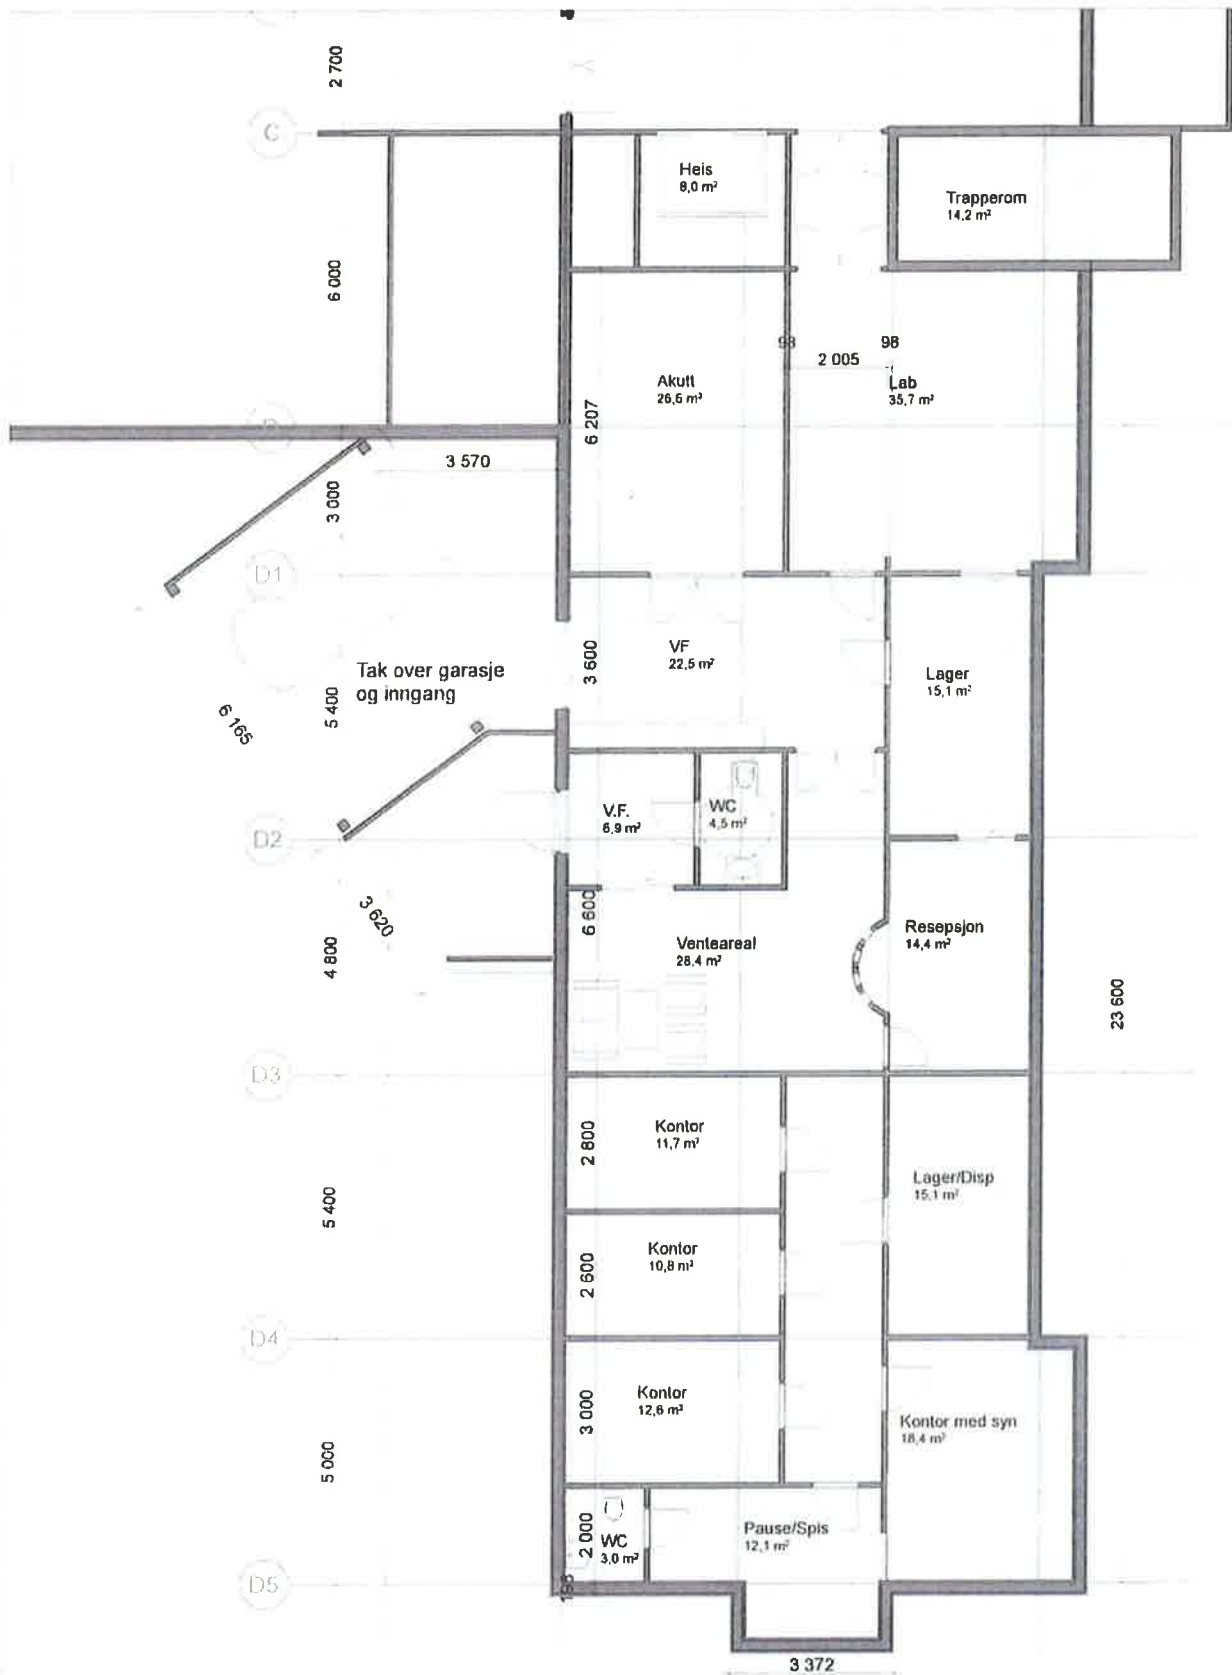 2 700
C
Heis
8,0 m²
Trapperom
14,2 m²
6 000
98
98
2 005
Akutt
26,6 m²
Lab
35,7 m²
6 207
D
3 570
3 000
D1
VF
22,5 m²
3 600
Tak over garasje
og inngang
Lager
15,1 m²
5 400
6 165
V.F.
6,9 m²
WC
4,5 m²
D2
3 620
6 600
Resepsjon
14,4 m²
Venteareal
28,4 m²
4 800
23 600
D3
Kontor
11,7 m²
2 800
Lager/Disp
15,1 m²
5 400
Kontor
10,8 m²
2 600
D4
Kontor
12,6 m²
3 000
Kontor med syn
18,4 m²
5 000
Pause/Spis
12,1 m²
2 000
WC
3,0 m²
D5
198
3 372